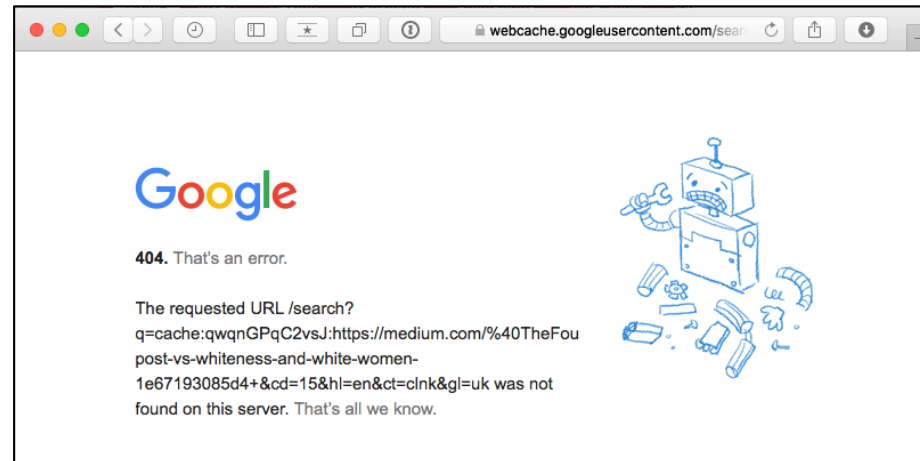 webcache.googleusercontent.com/sear
Google
404. That's an error.
The requested URL /search?
q=cache:qwqnGPqC2vsJ:https://medium.com/%40TheFou
post-vs-whiteness-and-white-women-
1e67193085d4+&cd=15&hl=en&ct=clnk&gl=uk was not
found on this server. That's all we know.